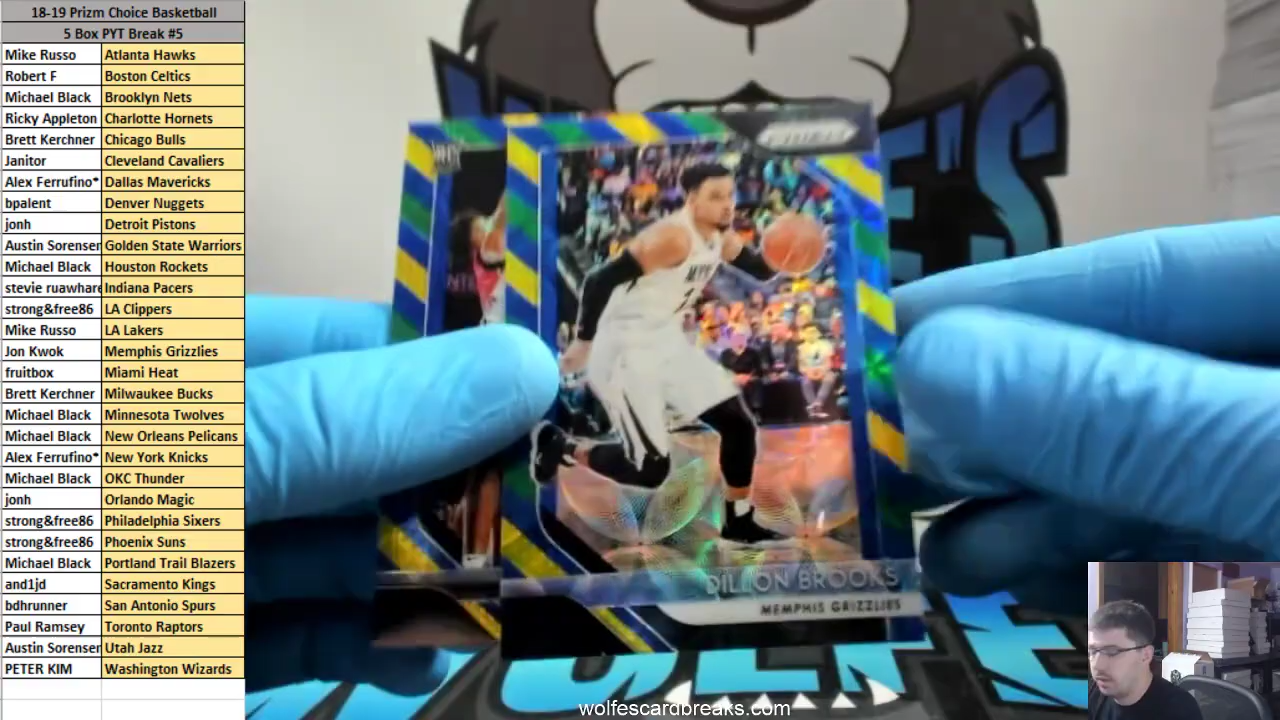 18-19 Prizm Choice Basketball
5 Box PYT Break #5
Mike Russo Atlanta Hawks
Robert F Boston Celtics
Michael Black Brooklyn Nets
Ricky Appleton Charlotte Hornets
Brett Kerchner Chicago Bulls
Janitor Cleveland Cavaliers
Alex Ferrufino* Dallas Mavericks
bpalent Denver Nuggets
jonh Detroit Pistons
Austin Sorensen Golden State Warriors
Michael Black Houston Rockets
stevie ruawhare Indiana Pacers
strong&free86 LA Clippers
Mike Russo LA Lakers
Jon Kwok Memphis Grizzlies
fruitbox Miami Heat
Brett Kerchner Milwaukee Bucks
Michael Black Minnesota Twolves
Michael Black New Orleans Pelicans
Alex Ferrufino* New York Knicks
Michael Black OKC Thunder
jonh Orlando Magic
strong&free86 Philadelphia Sixers
strong&free86 Phoenix Suns
Michael Black Portland Trail Blazers
and1jd Sacramento Kings
bdhrunner San Antonio Spurs
Paul Ramsey Toronto Raptors
Austin Sorensen Utah Jazz
PETER KIM Washington Wizards
PRIZM
DILLON BROOKS
MEMPHIS GRIZZLIES
wolfescardbreaks.com